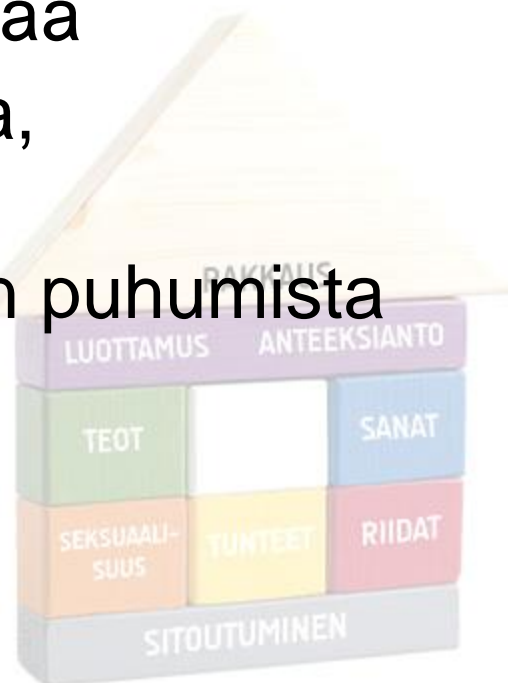 aa
a,
n puhumista
RAKKAUS
LUOTTAMUS ANTEEKSIANTO
TEOT
SANAT
SEKSUAALI-
SUUS
TUNTEET
RIIDAT
SITOUTUMINEN